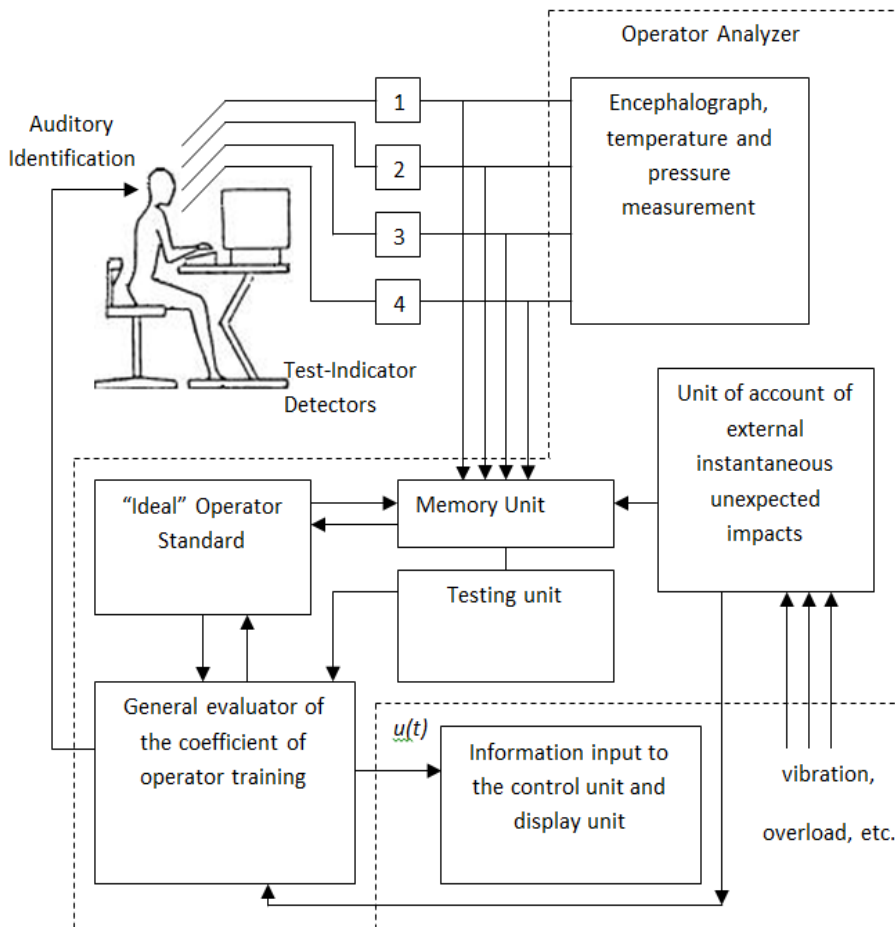 Operator Analyzer
Auditory
Identification
1
2
3
4
Encephalograph,
temperature and
pressure
measurement
Test-Indicator
Detectors
Unit of account of
external
instantaneous
unexpected
impacts
“Ideal” Operator
Standard
Memory Unit
Testing unit
General evaluator of
the coefficient of
operator training
u(t)
Information input to
the control unit and
display unit
vibration,
overload, etc.